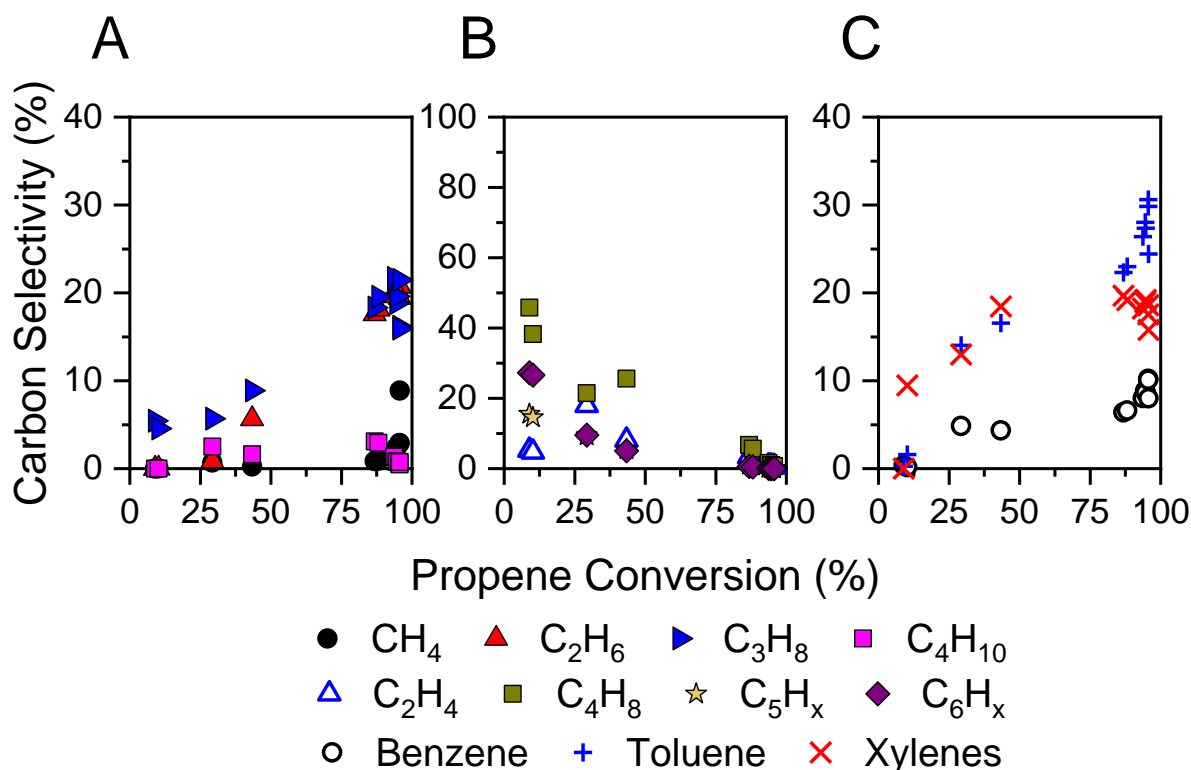 A B C
Carbon Selectivity (%)
40 100 40
80
30 30
60
20 20
40
10 20 10
0 0 0
0 25 50 75 100 0 25 50 75 100 0 25 50 75 100
Propene Conversion (%)
CH₄ C₂H₆ C₃H₈ C₄H₁₀
C₂H₄ C₄H₈ C₅Hₓ C₆Hₓ
Benzene Toluene Xylenes